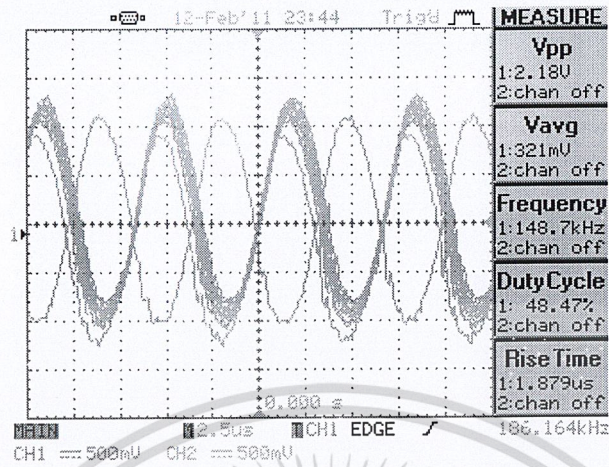 12-Feb'11 23:44 Trig'd MEASURE
Vpp
1:2.18V
2:chan off
Vavg
1:321mV
2:chan off
Frequency
1:148.7kHz
2:chan off
DutyCycle
1: 48.47%
2:chan off
RiseTime
1:1.879us
2:chan off
1
0.000 s
MAIN 2.5us CH1 EDGE 186.164kHz
CH1 500mV CH2 500mV